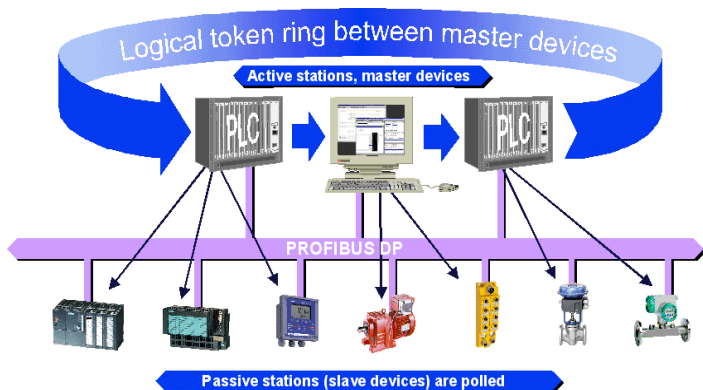 Logical token ring between master devices
Active stations, master devices
PLC
PLC
PROFIBUS DP
Passive stations (slave devices) are polled